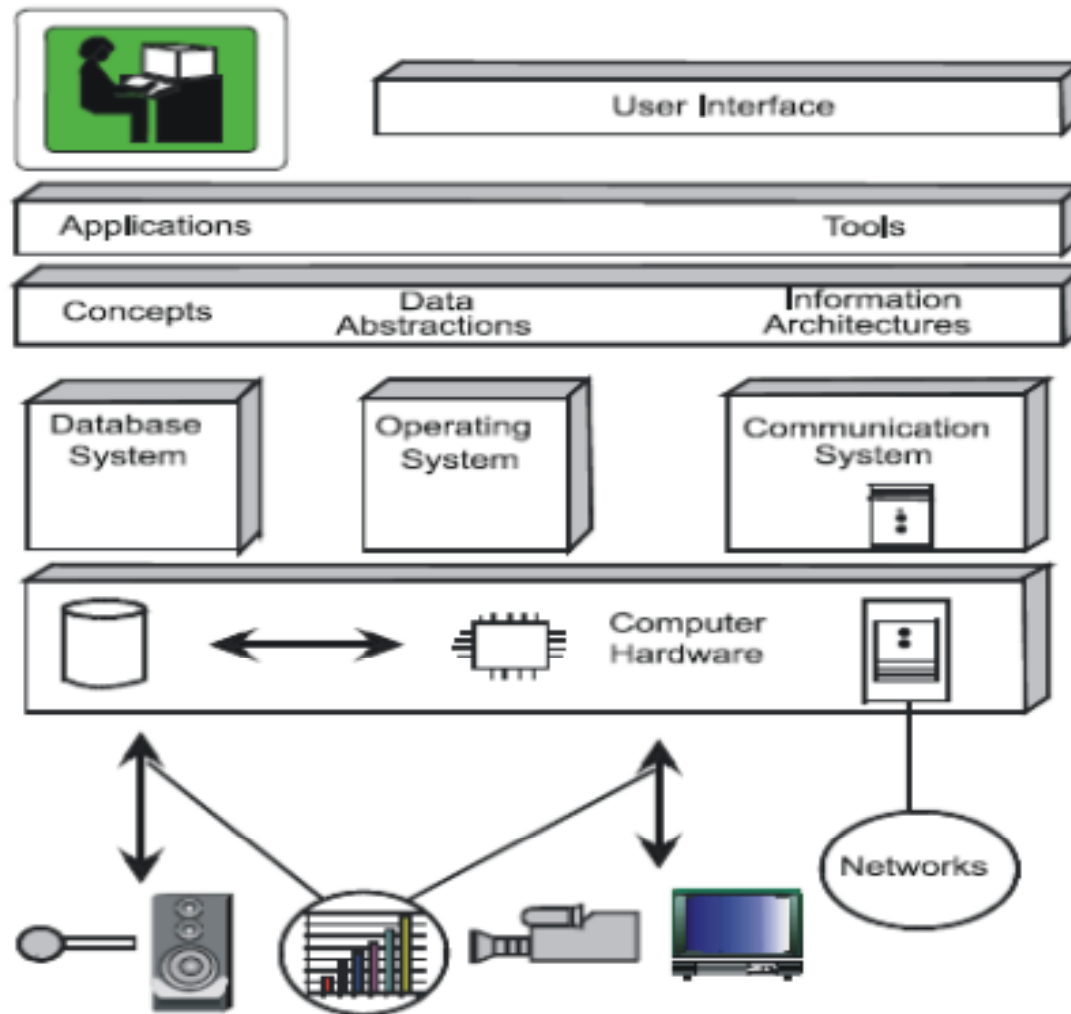 User Interface
Applications
Tools
Concepts
Data
Abstractions
Information
Architectures
Database
System
Operating
System
Communication
System
Computer
Hardware
Networks